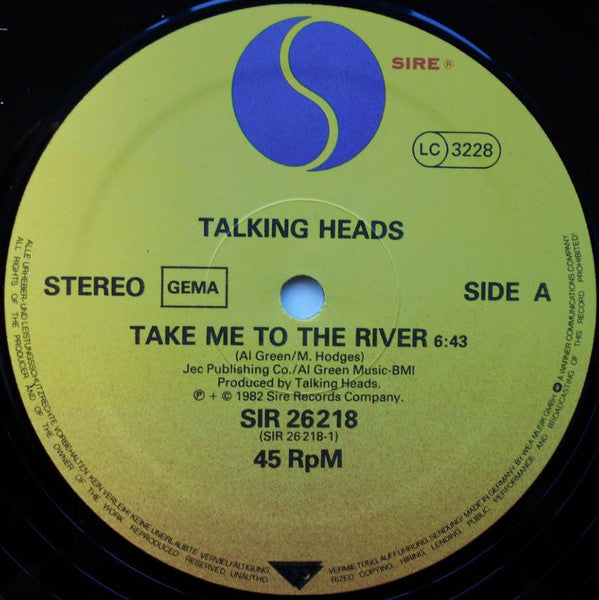 SIRE ®
LC 3228
TALKING HEADS
STEREO GEMA SIDE A
TAKE ME TO THE RIVER 6:43
(Al Green/M. Hodges)
Jec Publishing Co./Al Green Music-BMI
Produced by Talking Heads.
℗ + © 1982 Sire Records Company.
SIR 26218
(SIR 26 218-1)
45 RpM
ALLE URHEBER- UND LEISTUNGSSCHUTZRECHTE VORBEHALTEN. KEIN VERLEIH! KEINE UNERLAUBTE VERVIELFÄLTIGUNG, VERMIETUNG, AUFFÜHRUNG, SENDUNG! MADE IN GERMANY BY WEA MUSIK GMBH A WARNER COMMUNICATIONS COMPANY
ALL RIGHTS OF THE PRODUCER AND OF THE OWNER OF THE WORK REPRODUCED RESERVED. UNAUTHORIZED COPYING, HIRING, LENDING, PUBLIC PERFORMANCE AND BROADCASTING OF THIS RECORD PROHIBITED!